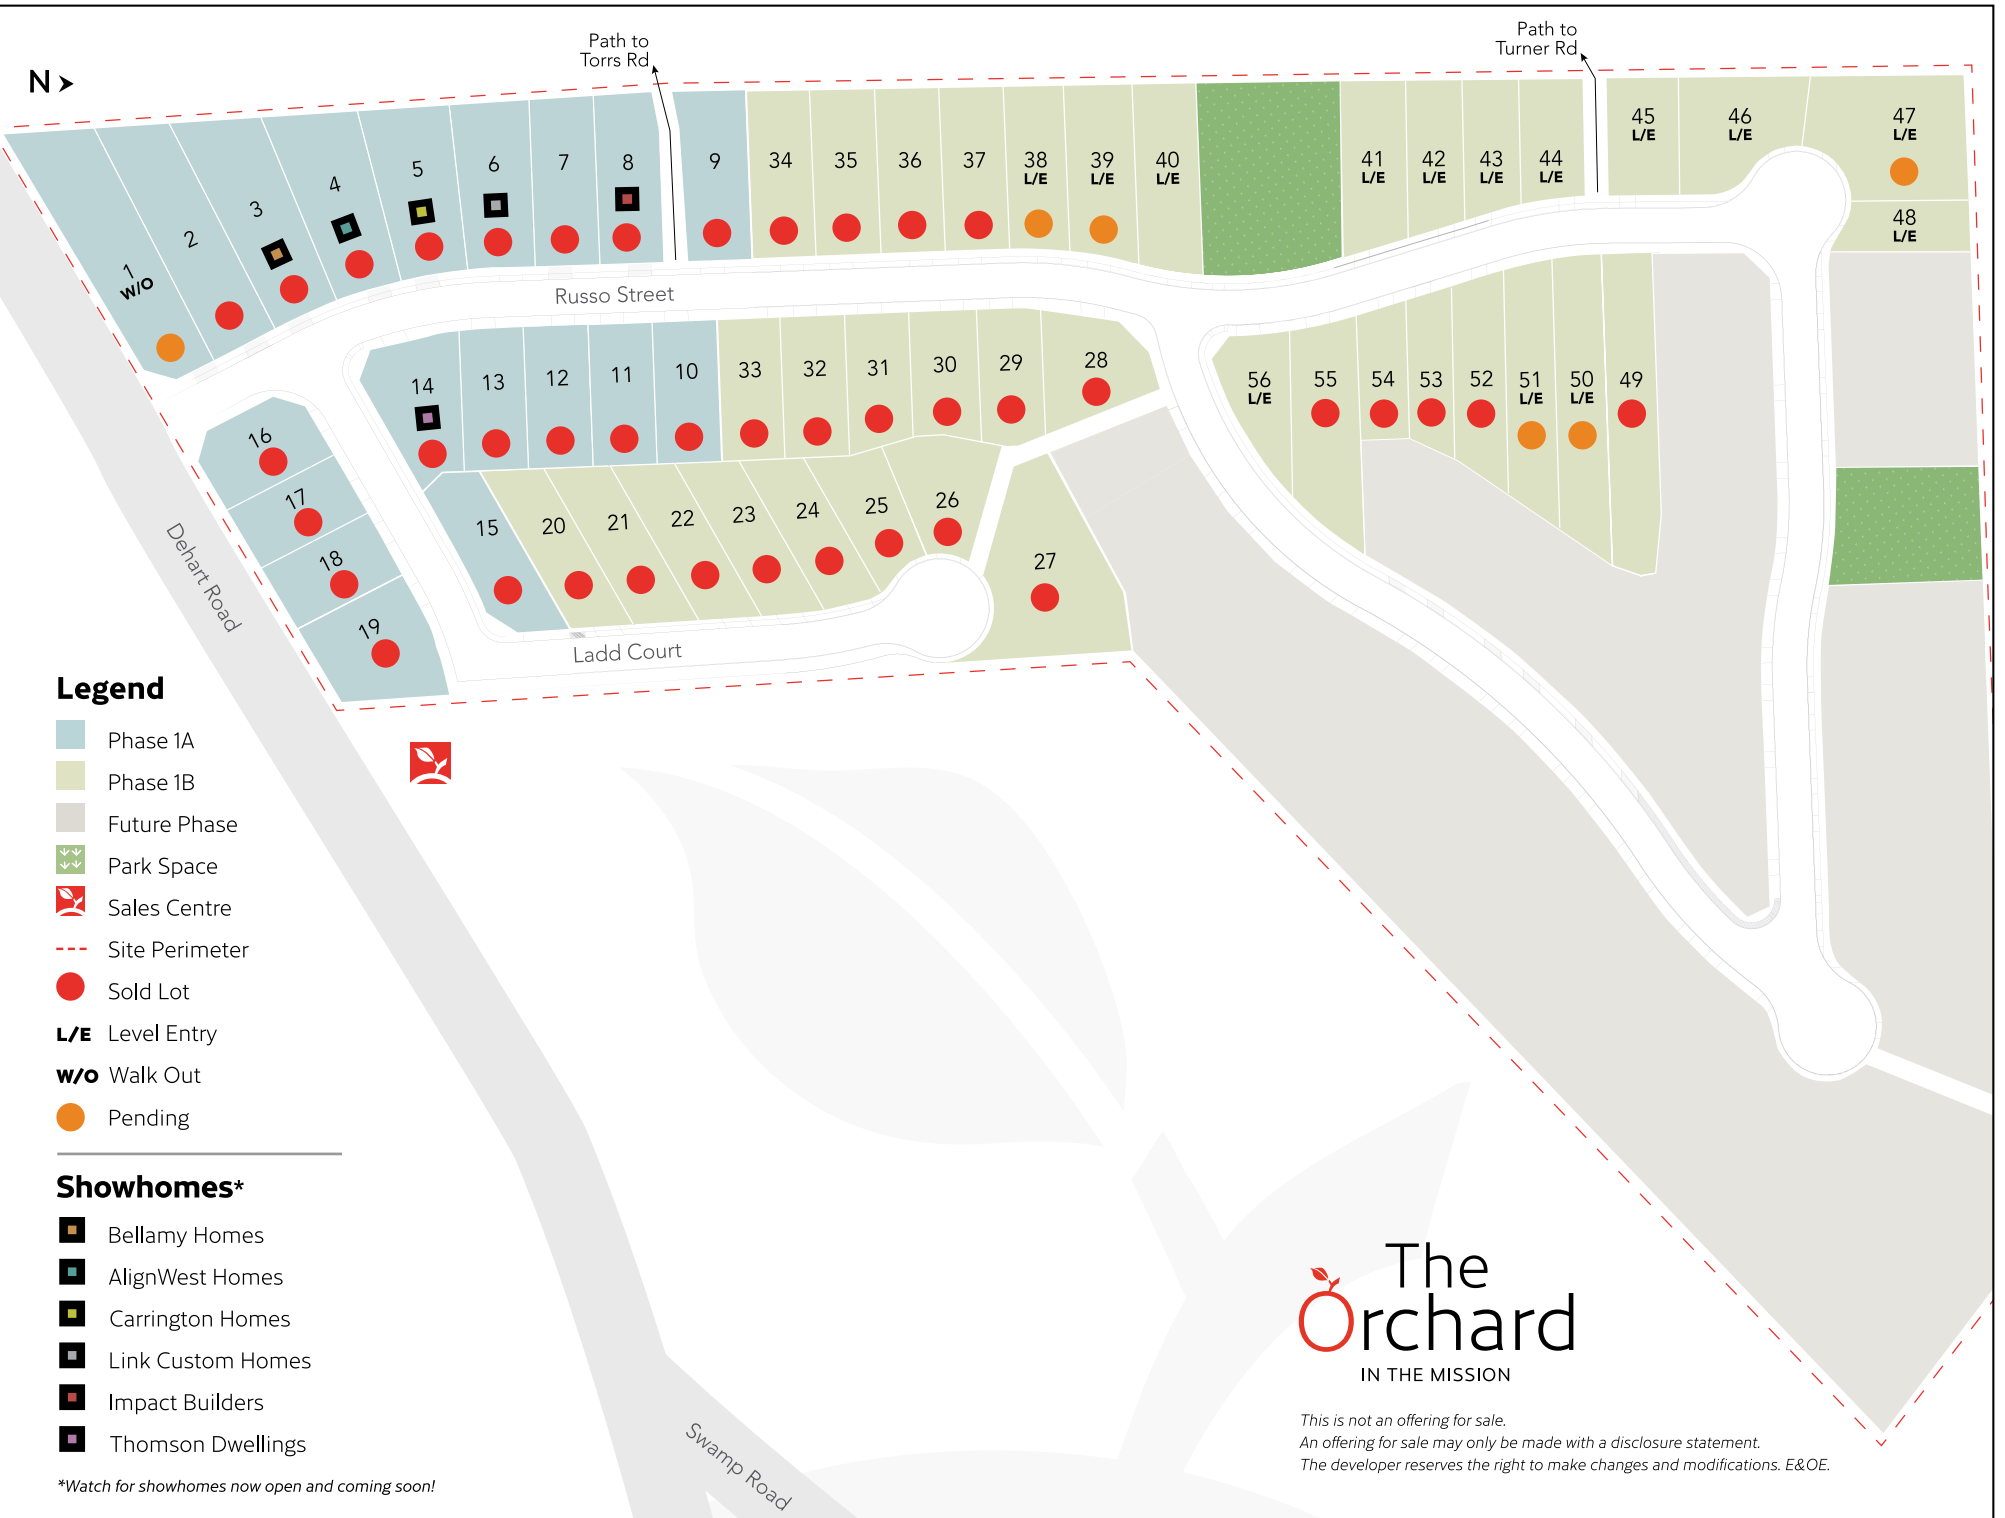 Path to
Torrs Rd
Path to
Turner Rd
N
1
W/O
2
3
4
5
6
7
8
9
34
35
36
37
38
L/E
39
L/E
40
L/E
41
L/E
42
L/E
43
L/E
44
L/E
45
L/E
46
L/E
47
L/E
48
L/E
Russo Street
14
13
12
11
10
33
32
31
30
29
28
56
L/E
55
54
53
52
51
L/E
50
L/E
49
16
17
18
19
15
20
21
22
23
24
25
26
27
Dehart Road
Ladd Court
Legend
Phase 1A
Phase 1B
Future Phase
Park Space
Sales Centre
Site Perimeter
Sold Lot
L/E Level Entry
W/O Walk Out
Pending
Showhomes*
Bellamy Homes
AlignWest Homes
Carrington Homes
Link Custom Homes
Impact Builders
Thomson Dwellings
*Watch for showhomes now open and coming soon!
Swamp Road
The
Orchard
IN THE MISSION
This is not an offering for sale.
An offering for sale may only be made with a disclosure statement.
The developer reserves the right to make changes and modifications. E&OE.